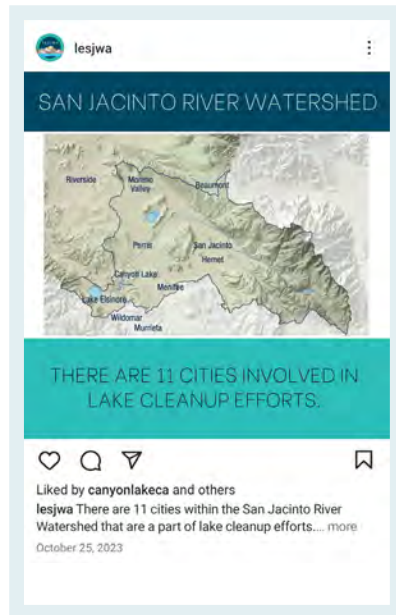 lesjwa
SAN JACINTO RIVER WATERSHED
Riverside
Moreno
Valley
Beaumont
Perris
San Jacinto
Hemet
Canyon Lake
Menifee
Lake Elsinore
Wildomar
Murrieta
THERE ARE 11 CITIES INVOLVED IN
LAKE CLEANUP EFFORTS.
Liked by canyonlakeca and others
lesjwa There are 11 cities within the San Jacinto River
Watershed that are a part of lake cleanup efforts.... more
October 25, 2023